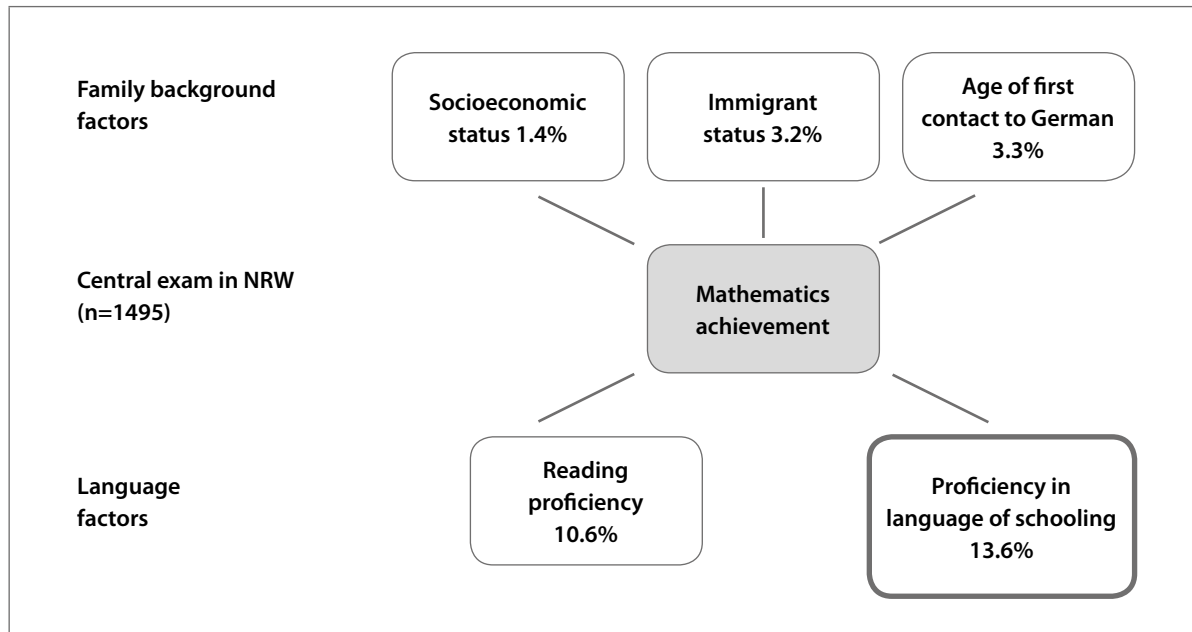 Family background
factors
Socioeconomic
status 1.4%
Immigrant
status 3.2%
Age of first
contact to German
3.3%
Central exam in NRW
(n=1495)
Mathematics
achievement
Language
factors
Reading
proficiency
10.6%
Proficiency in
language of schooling
13.6%